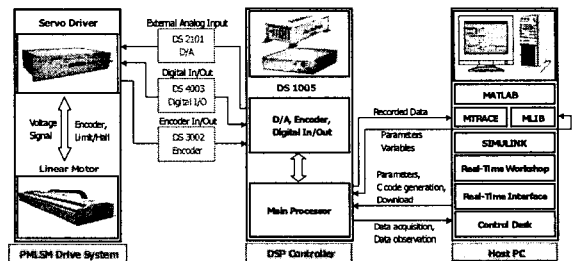 Servo Driver
Voltage
Signal
Encoder,
Limit/Hall
Linear Motor
PMLSM Drive System
External Analog Input
DS 2101
D/A
Digital In/Out
DS 4003
Digital I/O
Encoder In/Out
DS 3002
Encoder
DS 1005
D/A, Encoder,
Digital In/Out
Main Processor
DSP Controller
Recorded Data
Parameters
Variables
Parameters,
C code generation,
Download
Data acquisition,
Data observation
MATLAB
MTRACE
MLIB
SIMULINK
Real-Time Workshop
Real-Time Interface
Control Desk
Host PC